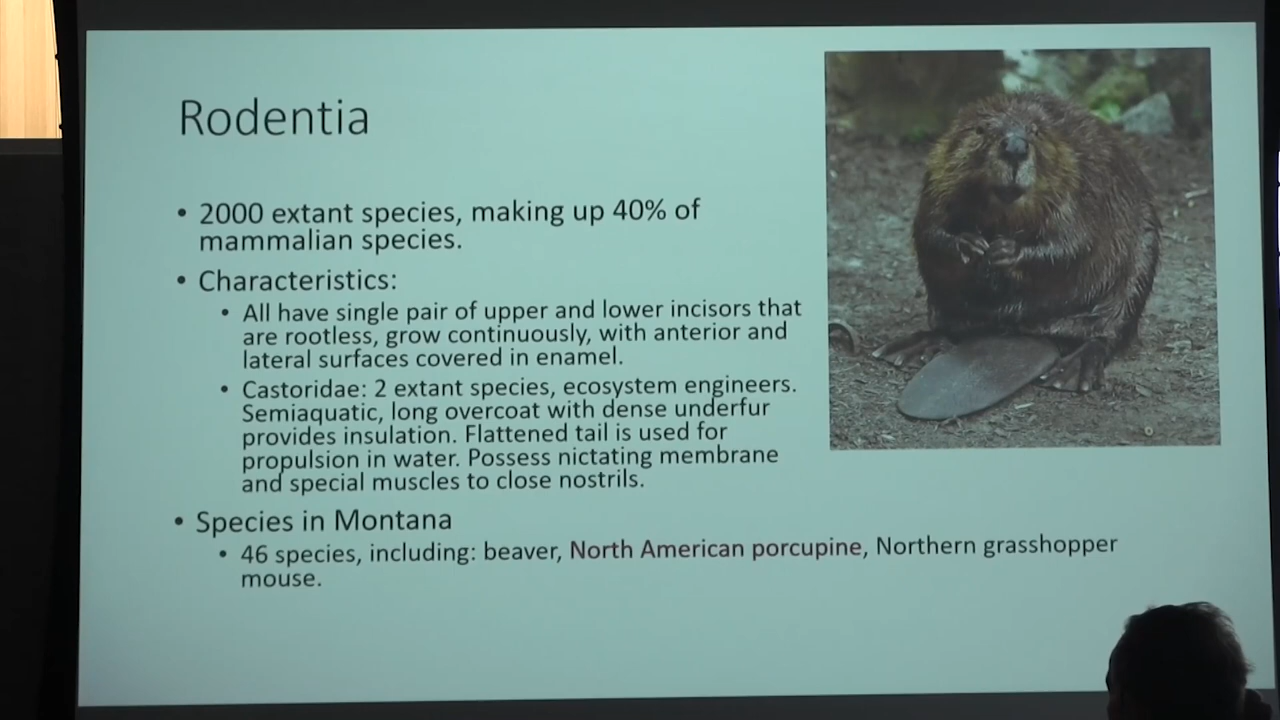 Rodentia
• 2000 extant species, making up 40% of
mammalian species.
• Characteristics:
• All have single pair of upper and lower incisors that
are rootless, grow continuously, with anterior and
lateral surfaces covered in enamel.
• Castoridae: 2 extant species, ecosystem engineers.
Semiaquatic, long overcoat with dense underfur
provides insulation. Flattened tail is used for
propulsion in water. Possess nictating membrane
and special muscles to close nostrils.
• Species in Montana
• 46 species, including: beaver, North American porcupine, Northern grasshopper
mouse.